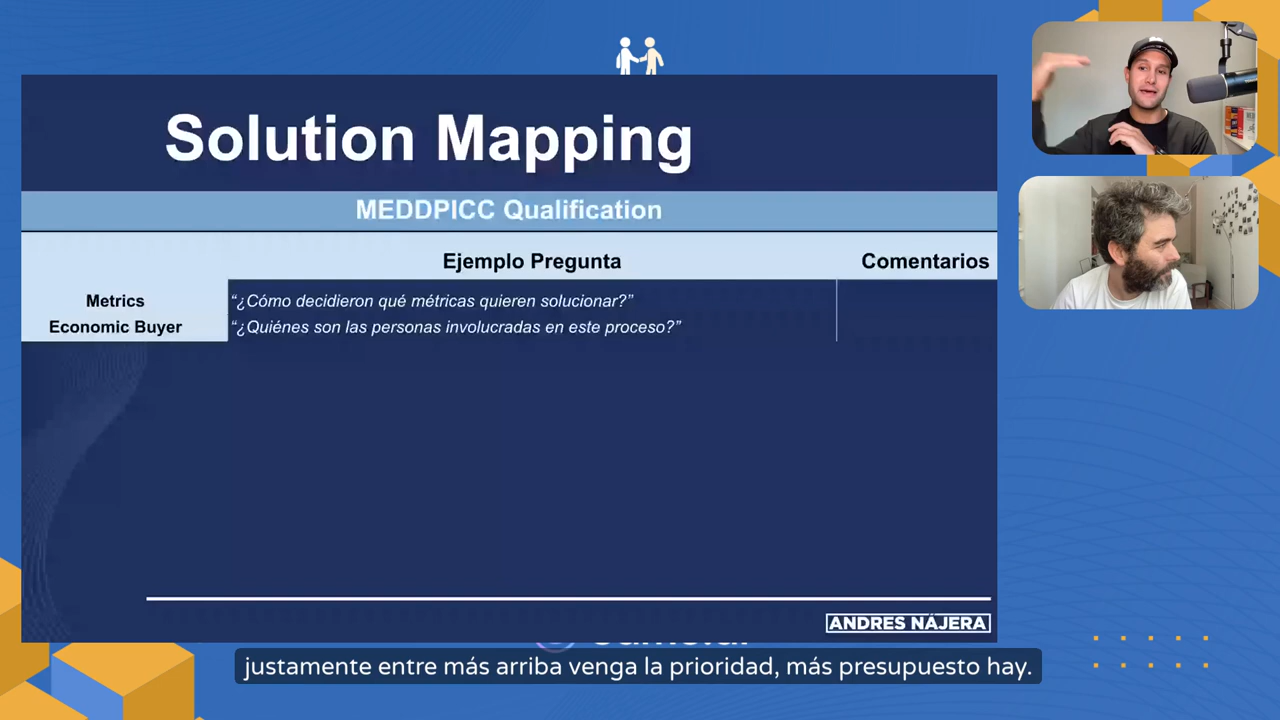 Solution Mapping
MEDDPICC Qualification
Ejemplo Pregunta
Comentarios
Metrics
“¿Cómo decidieron qué métricas quieren solucionar?”
Economic Buyer
“¿Quiénes son las personas involucradas en este proceso?”
ANDRES NÁJERA
justamente entre más arriba venga la prioridad, más presupuesto hay.